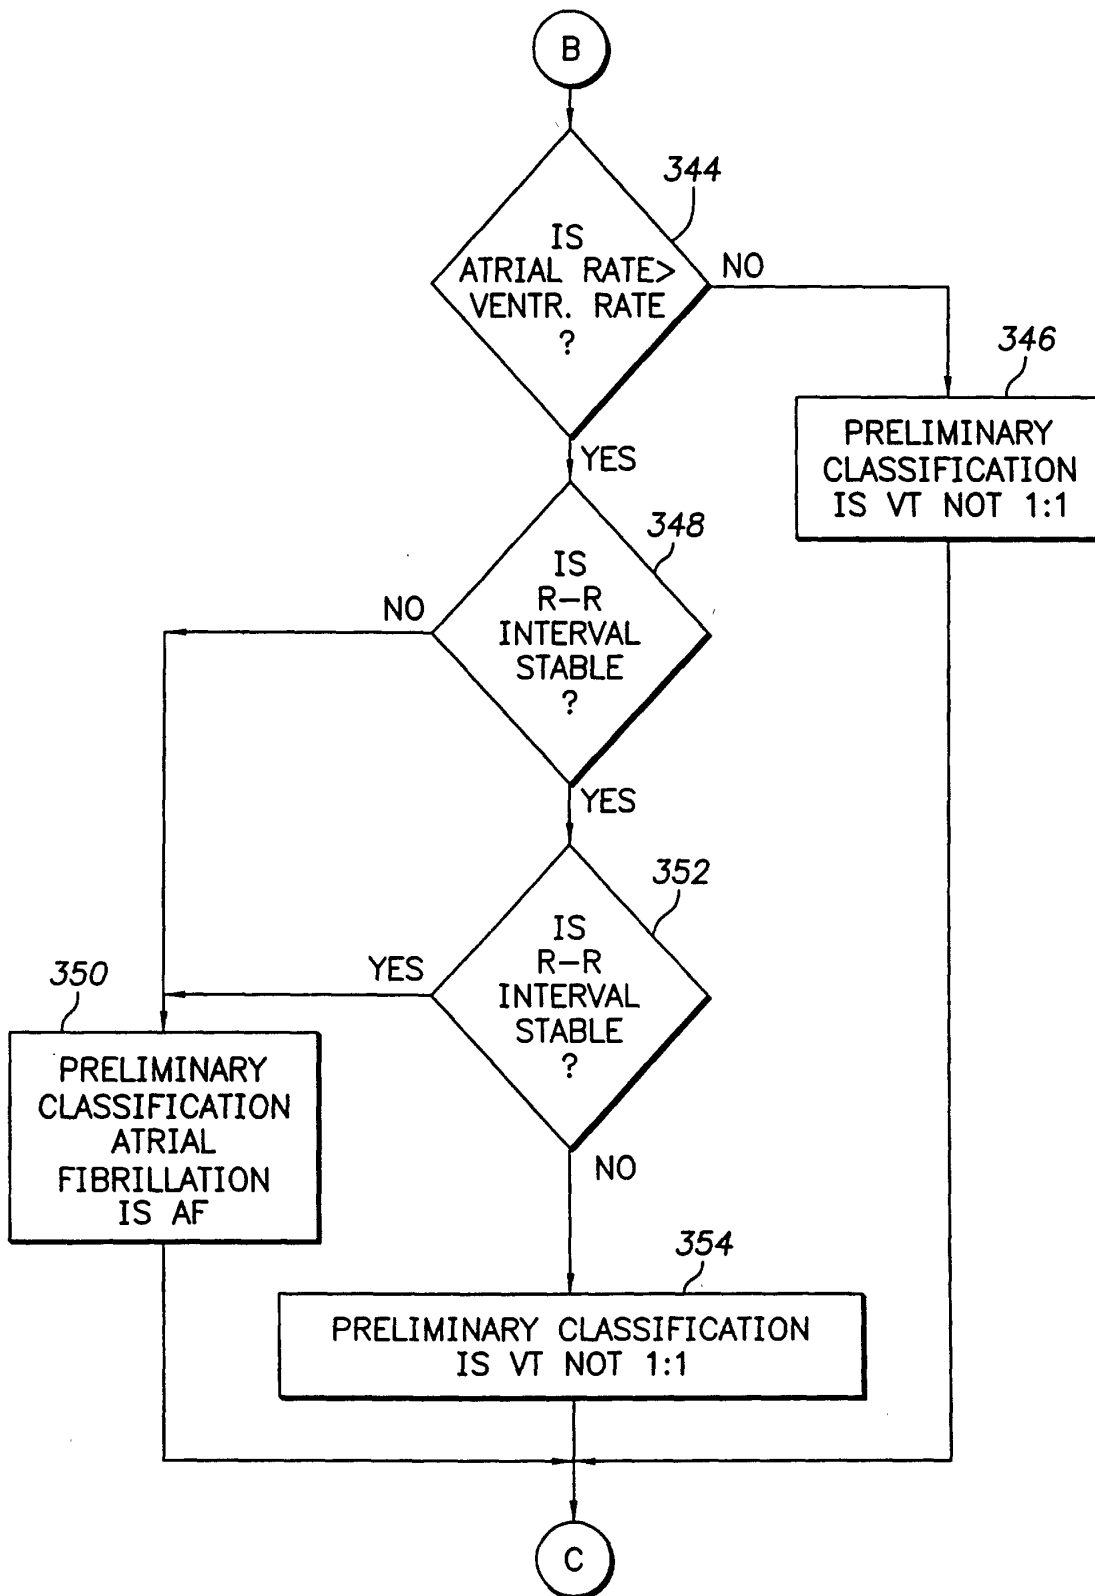 B
344
IS
ATRIAL RATE>
VENTR. RATE
?
NO
346
PRELIMINARY
CLASSIFICATION
IS VT NOT 1:1
YES
348
IS
R-R
INTERVAL
STABLE
?
NO
YES
352
IS
R-R
INTERVAL
STABLE
?
YES
350
PRELIMINARY
CLASSIFICATION
ATRIAL
FIBRILLATION
IS AF
NO
354
PRELIMINARY CLASSIFICATION
IS VT NOT 1:1
C